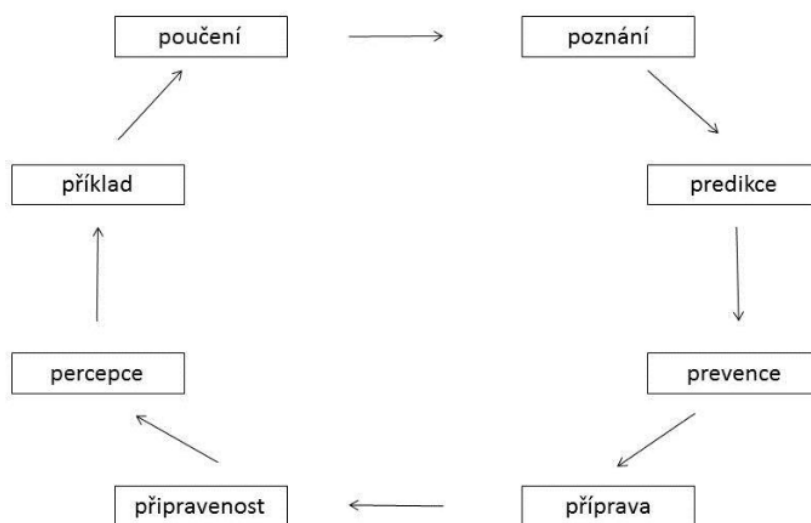 poučení
poznání
příklad
predikce
percepce
prevence
připravenost
příprava